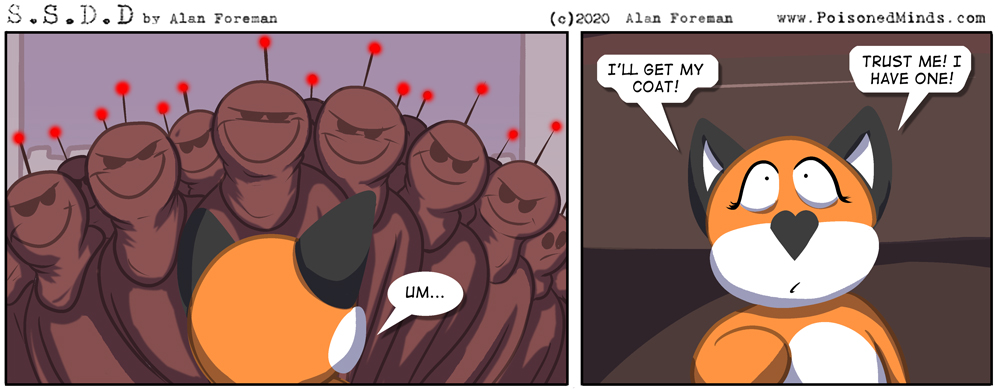 S.S.D.D by Alan Foreman (c)2020 Alan Foreman www.PoisonedMinds.com
UM...
I'LL GET MY
COAT!
TRUST ME! I
HAVE ONE!